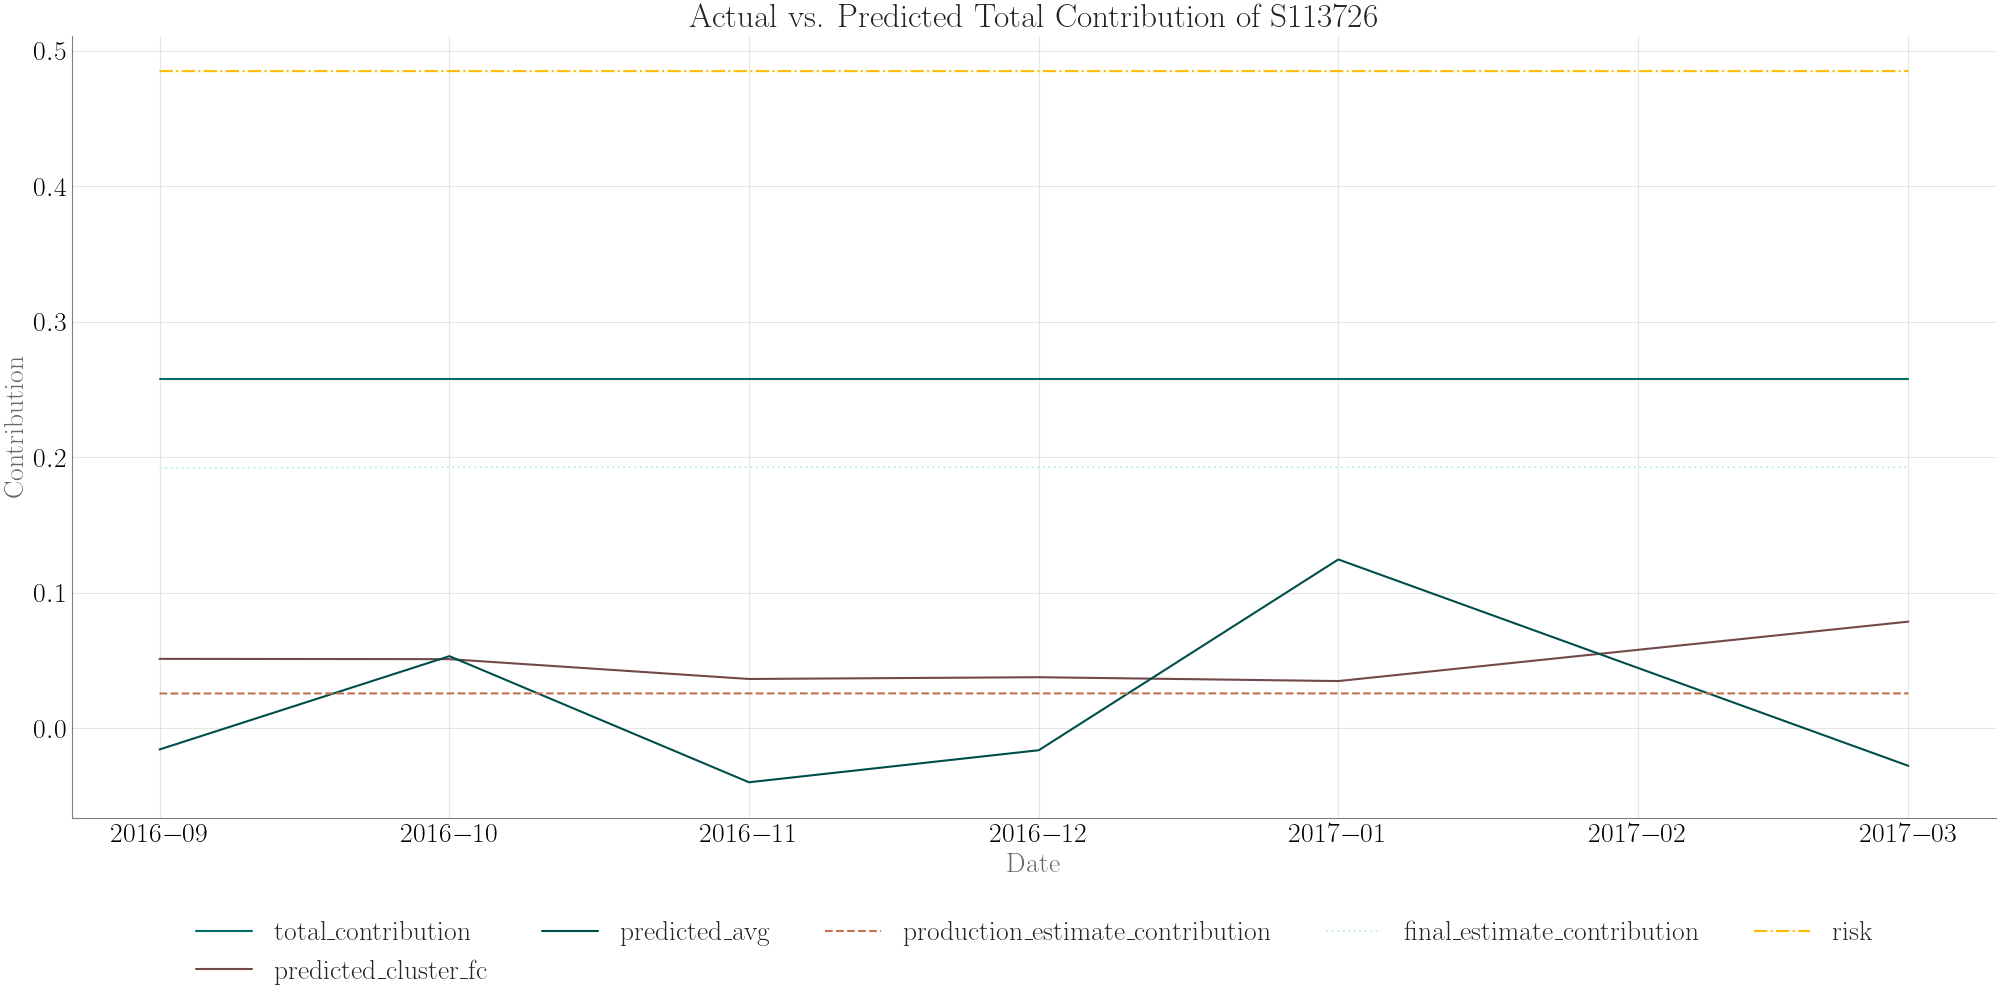 Actual vs. Predicted Total Contribution of S113726
0.5
0.4
0.3
0.2
0.1
0.0
Contribution
2016–09 2016–10 2016–11 2016–12 2017–01 2017–02 2017–03
Date
total_contribution predicted_avg production_estimate_contribution final_estimate_contribution risk
predicted_cluster_fc